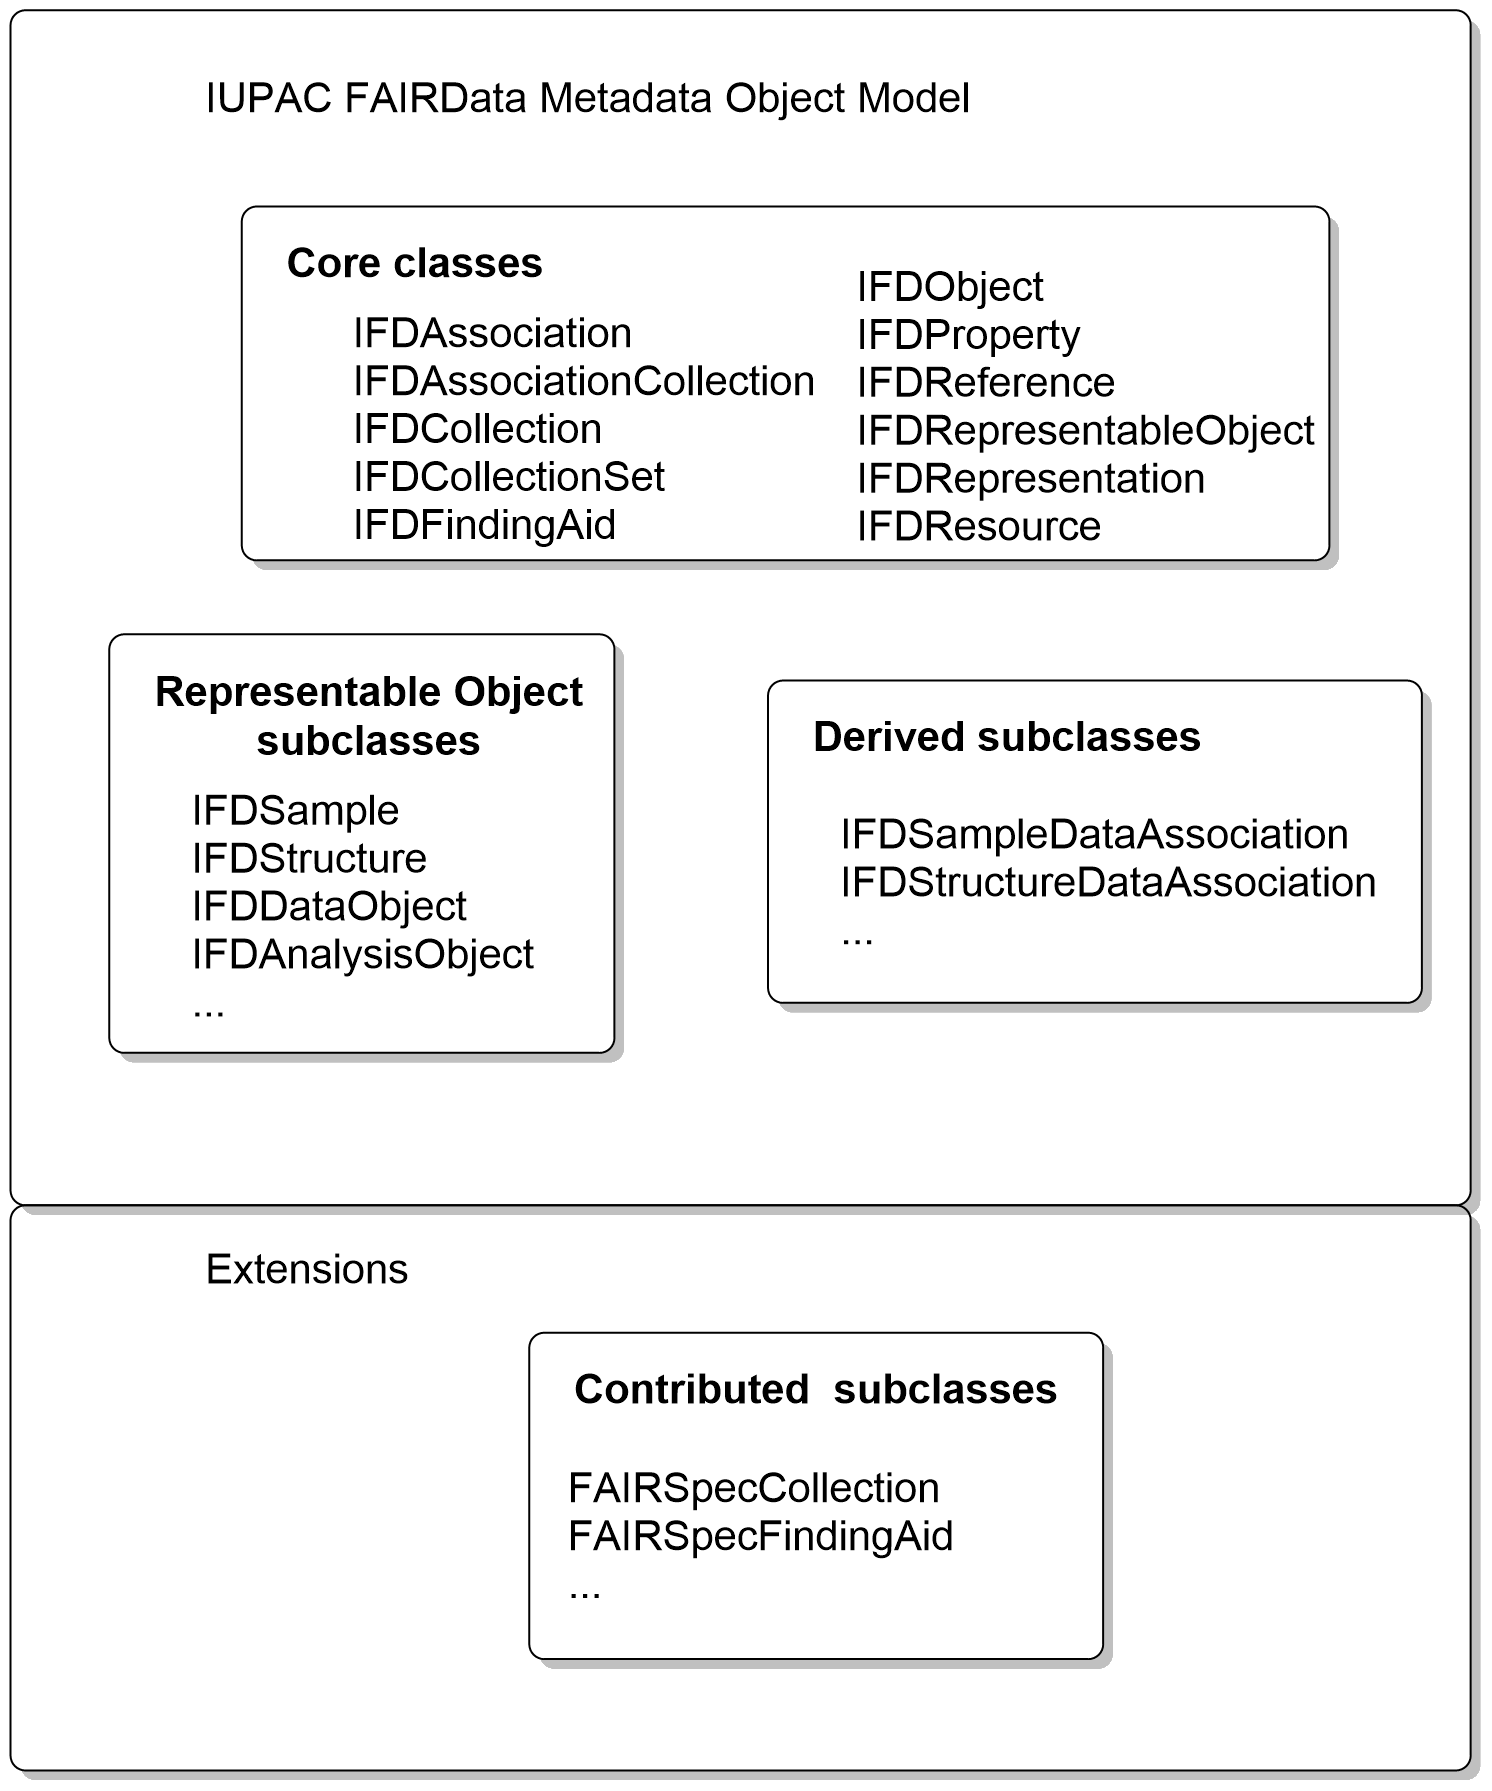 IUPAC FAIRData Metadata Object Model
Core classes
IFDAssociation
IFDAssociationCollection
IFDCollection
IFDCollectionSet
IFDFindingAid
IFDObject
IFDProperty
IFDReference
IFDRepresentableObject
IFDRepresentation
IFDResource
Representable Object
subclasses
IFDSample
IFDStructure
IFDDataObject
IFDAnalysisObject
...
Derived subclasses
IFDSampleDataAssociation
IFDStructureDataAssociation
...
Extensions
Contributed  subclasses
FAIRSpecCollection
FAIRSpecFindingAid
...